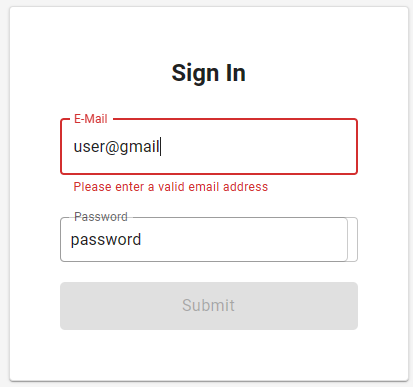 Sign In
E-Mail
user@gmail
Please enter a valid email address
Password
password
Submit